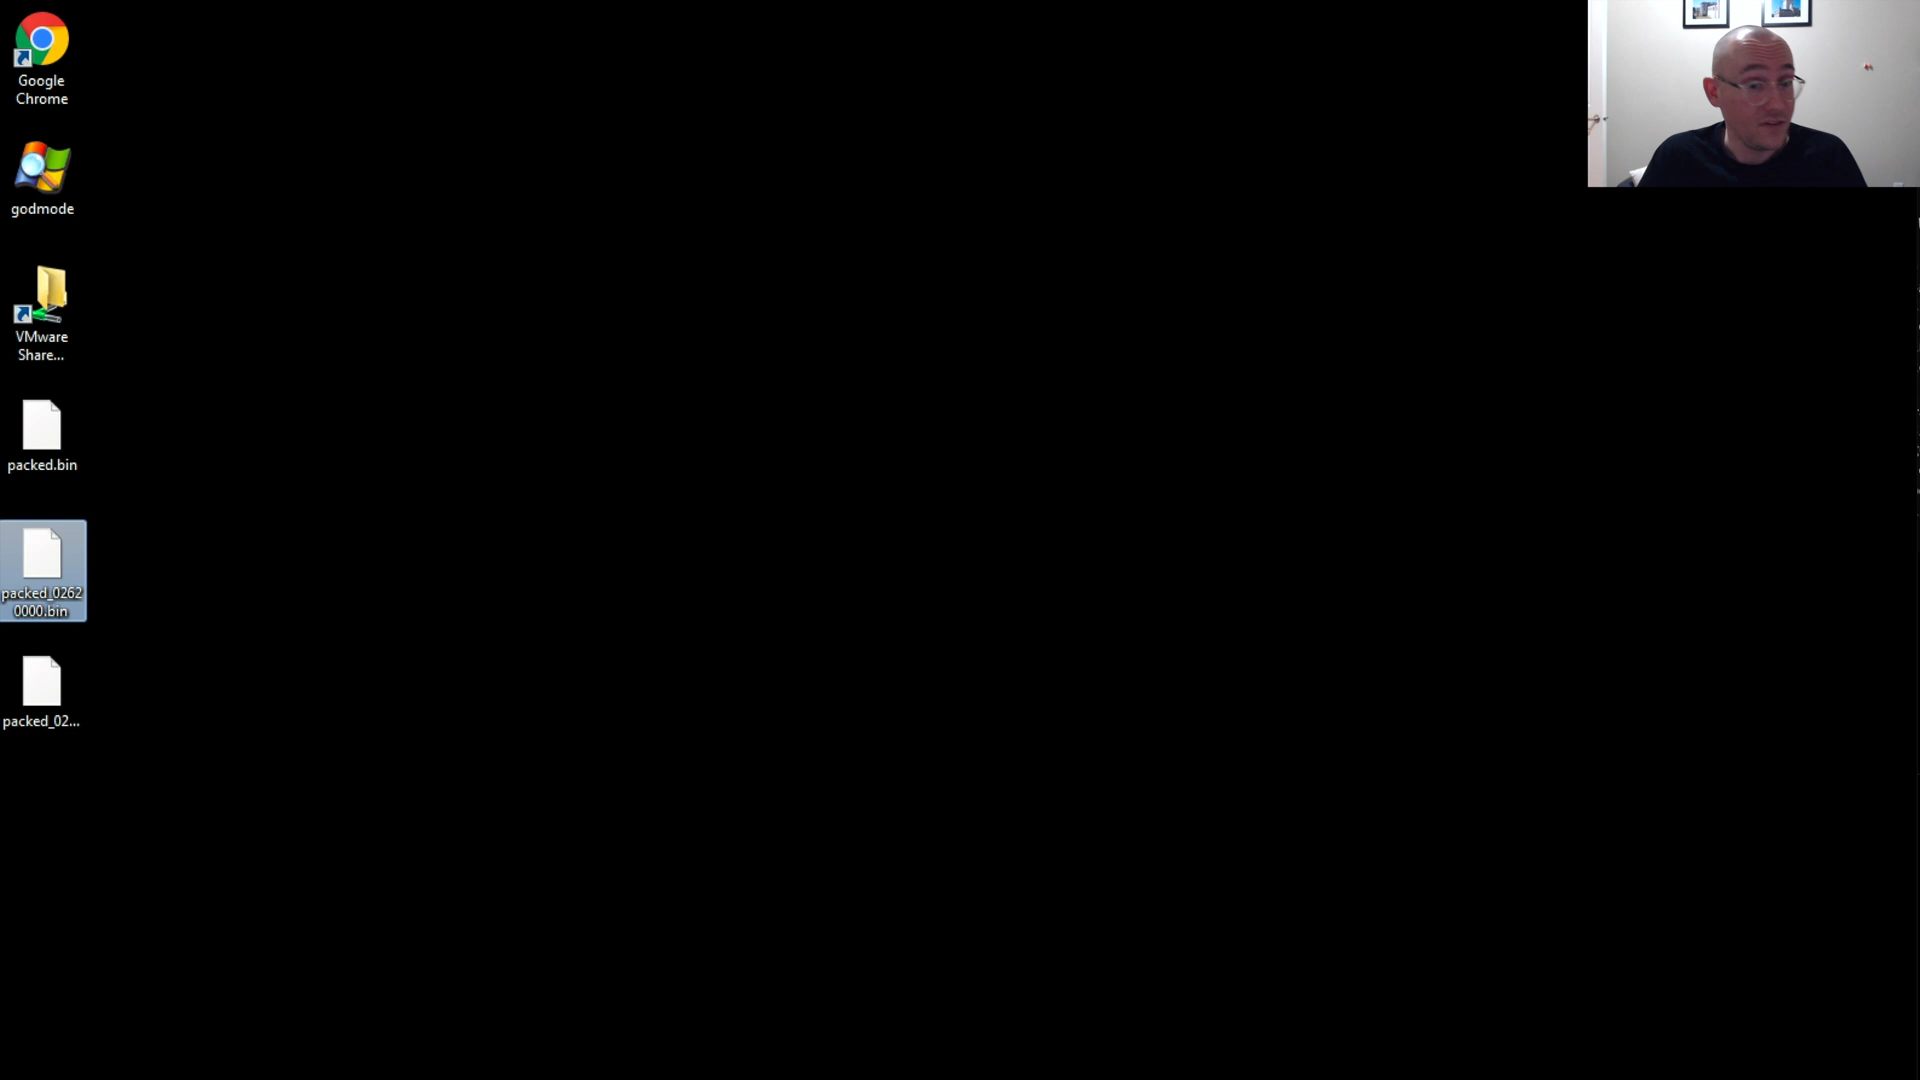 Google
Chrome
godmode
VMware
Share...
packed.bin
packed_0262
0000.bin
packed_02...